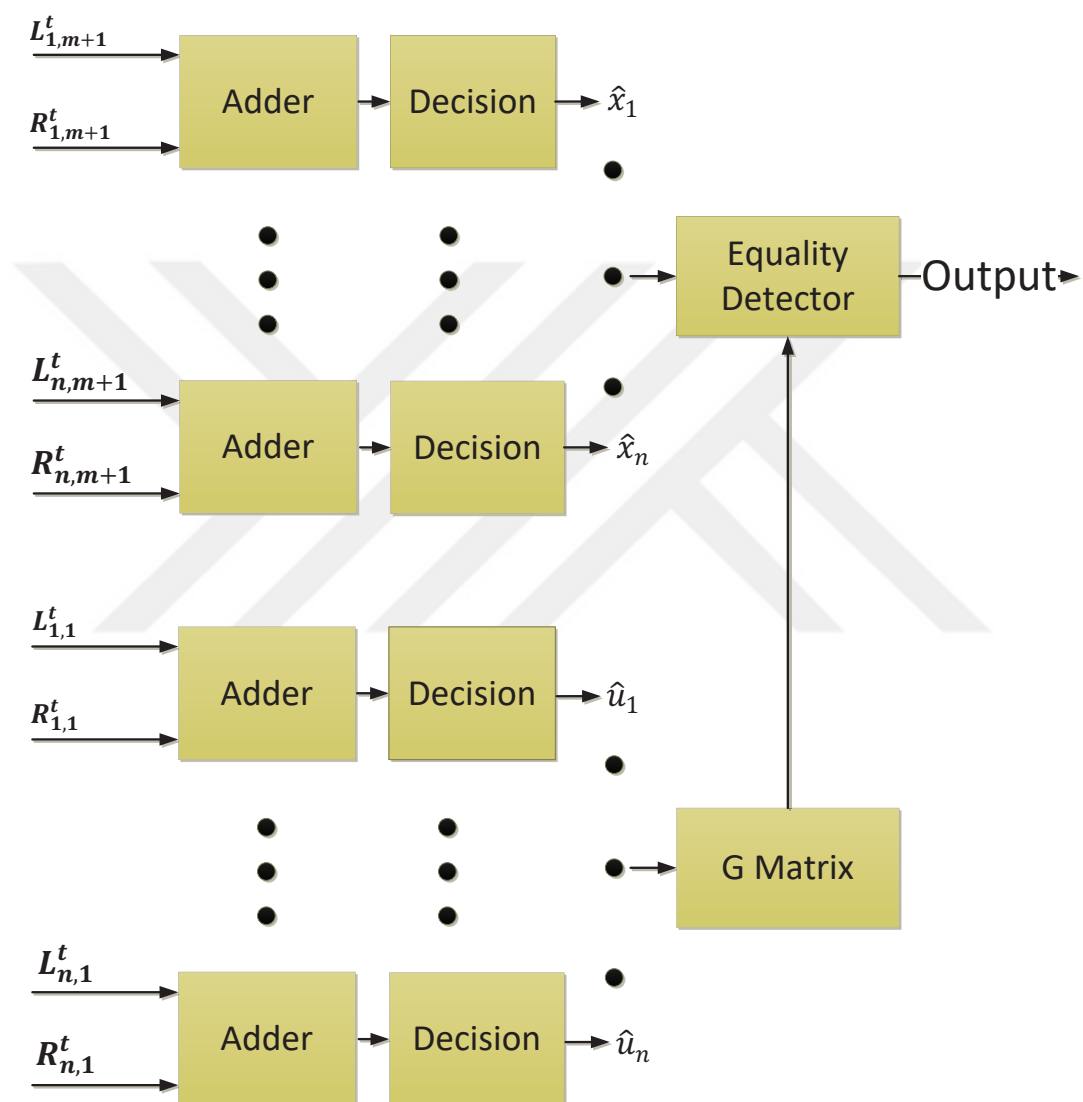 L^t_{1,m+1}
Adder
Decision
x̂_1
R^t_{1,m+1}
Equality
Detector
Output
L^t_{n,m+1}
Adder
Decision
x̂_n
R^t_{n,m+1}
L^t_{1,1}
Adder
Decision
û_1
R^t_{1,1}
G Matrix
L^t_{n,1}
Adder
Decision
û_n
R^t_{n,1}